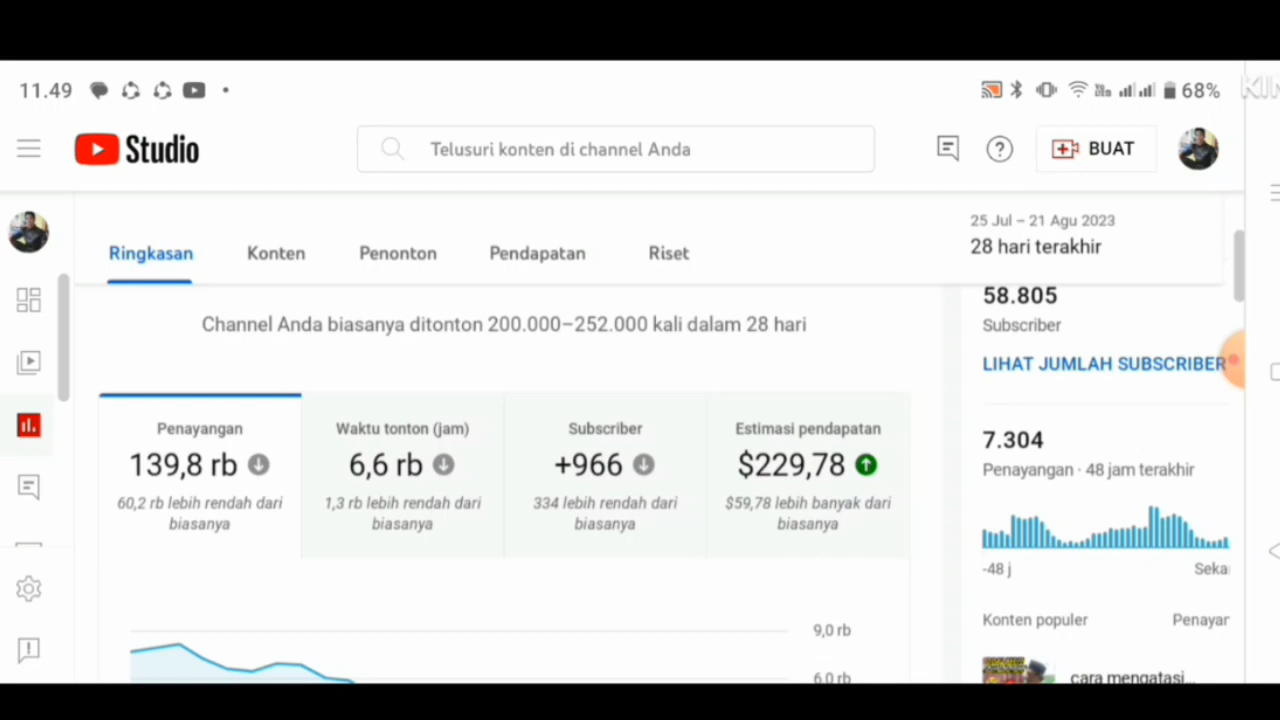 11.49
68%
KIN
Studio
Telusuri konten di channel Anda
BUAT
Ringkasan
Konten
Penonton
Pendapatan
Riset
25 Jul – 21 Agu 2023
28 hari terakhir
Channel Anda biasanya ditonton 200.000–252.000 kali dalam 28 hari
58.805
Subscriber
LIHAT JUMLAH SUBSCRIBER
Penayangan
139,8 rb
60,2 rb lebih rendah dari
biasanya
Waktu tonton (jam)
6,6 rb
1,3 rb lebih rendah dari
biasanya
Subscriber
+966
334 lebih rendah dari
biasanya
Estimasi pendapatan
$229,78
$59,78 lebih banyak dari
biasanya
9,0 rb
6,0 rb
7.304
Penayangan · 48 jam terakhir
-48 j
Seka
Konten populer
Penayar
cara mengatasi...